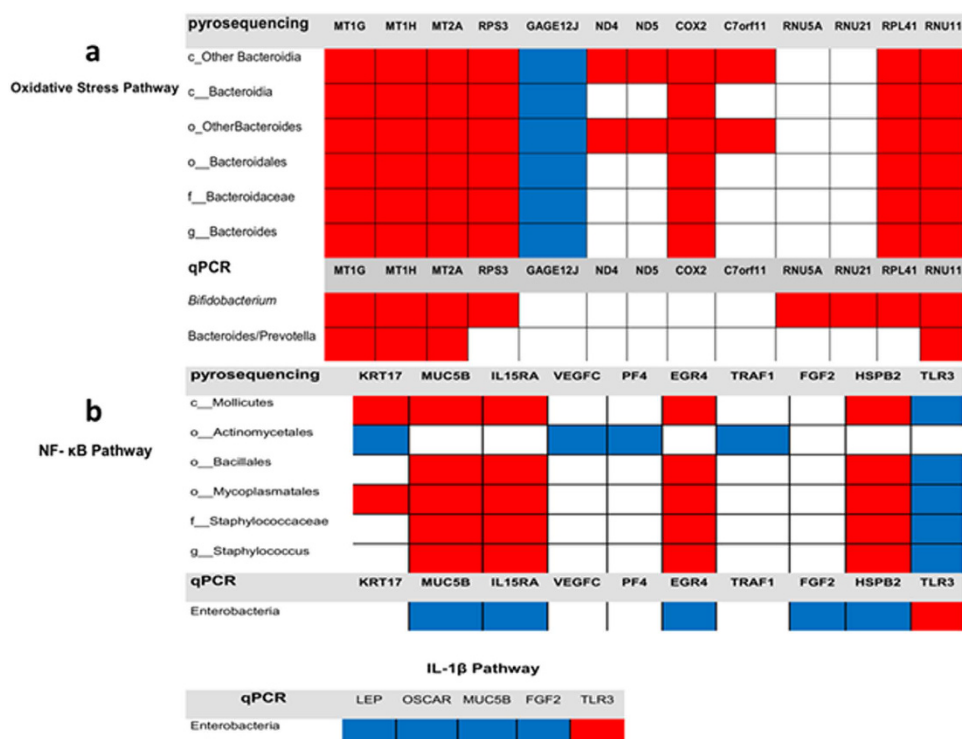 pyrosequencing MT1G MT1H MT2A RPS3 GAGE12J ND4 ND5 COX2 C7orf11 RNU5A RNU21 RPL41 RNU11
a
Oxidative Stress Pathway
c_Other Bacteroidia
c__Bacteroidia
o_OtherBacteroides
o__Bacteroidales
f__Bacteroidaceae
g__Bacteroides
qPCR MT1G MT1H MT2A RPS3 GAGE12J ND4 ND5 COX2 C7orf11 RNU5A RNU21 RPL41 RNU11
Bifidobacterium
Bacteroides/Prevotella
pyrosequencing KRT17 MUC5B IL15RA VEGFC PF4 EGR4 TRAF1 FGF2 HSPB2 TLR3
b
NF- κB Pathway
c__Mollicutes
o__Actinomycetales
o__Bacillales
o__Mycoplasmatales
f__Staphylococcaceae
g__Staphylococcus
qPCR KRT17 MUC5B IL15RA VEGFC PF4 EGR4 TRAF1 FGF2 HSPB2 TLR3
Enterobacteria
IL-1β Pathway
qPCR LEP OSCAR MUC5B FGF2 TLR3
Enterobacteria